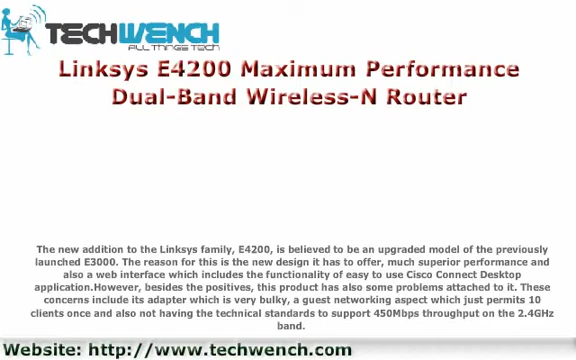 TECHWENCH
ALL THINGS TECH
Linksys E4200 Maximum Performance
Dual-Band Wireless-N Router
The new addition to the Linksys family, E4200, is believed to be an upgraded model of the previously
launched E3000. The reason for this is the new design it has to offer, much superior performance and
also a web interface which includes the functionality of easy to use Cisco Connect Desktop
application.However, besides the positives, this product has also some problems attached to it. These
concerns include its adapter which is very bulky, a guest networking aspect which just permits 10
clients once and also not having the technical standards to support 450Mbps throughput on the 2.4GHz
band.
Website: http://www.techwench.com